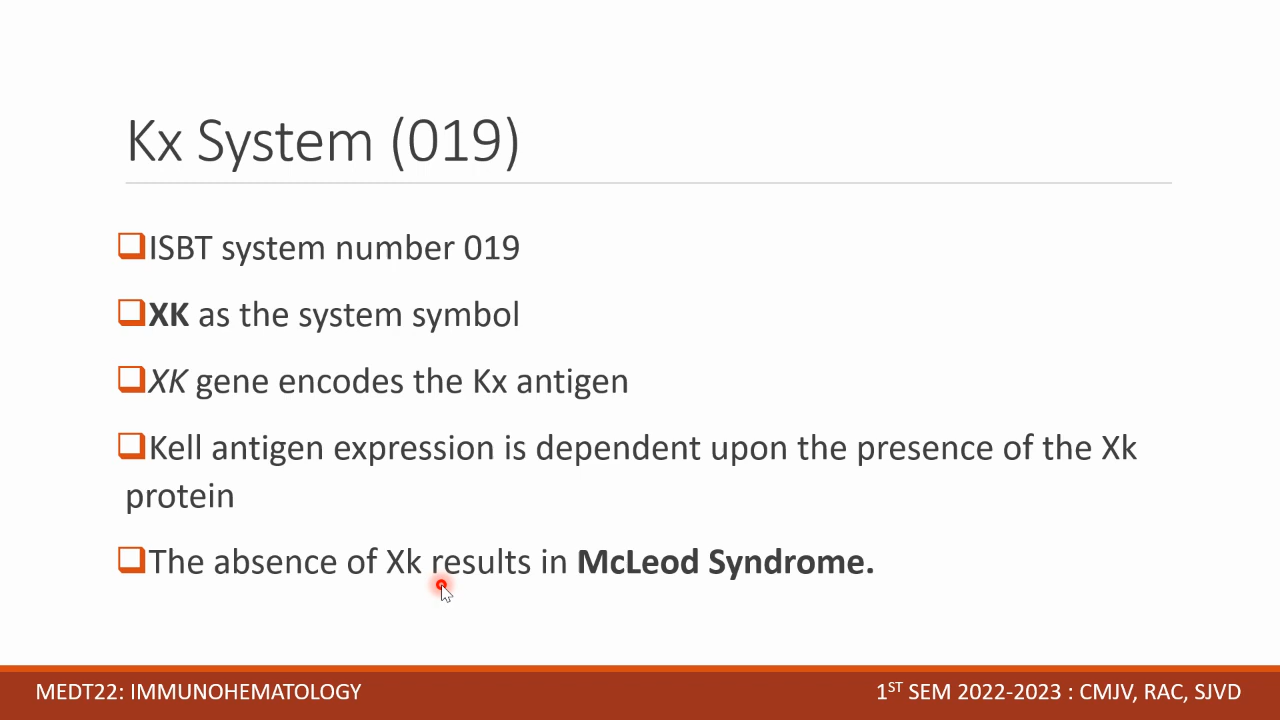 Kx System (019)
ISBT system number 019
XK as the system symbol
XK gene encodes the Kx antigen
Kell antigen expression is dependent upon the presence of the Xk
protein
The absence of Xk results in McLeod Syndrome.
MEDT22: IMMUNOHEMATOLOGY
1ST SEM 2022-2023 : CMJV, RAC, SJVD